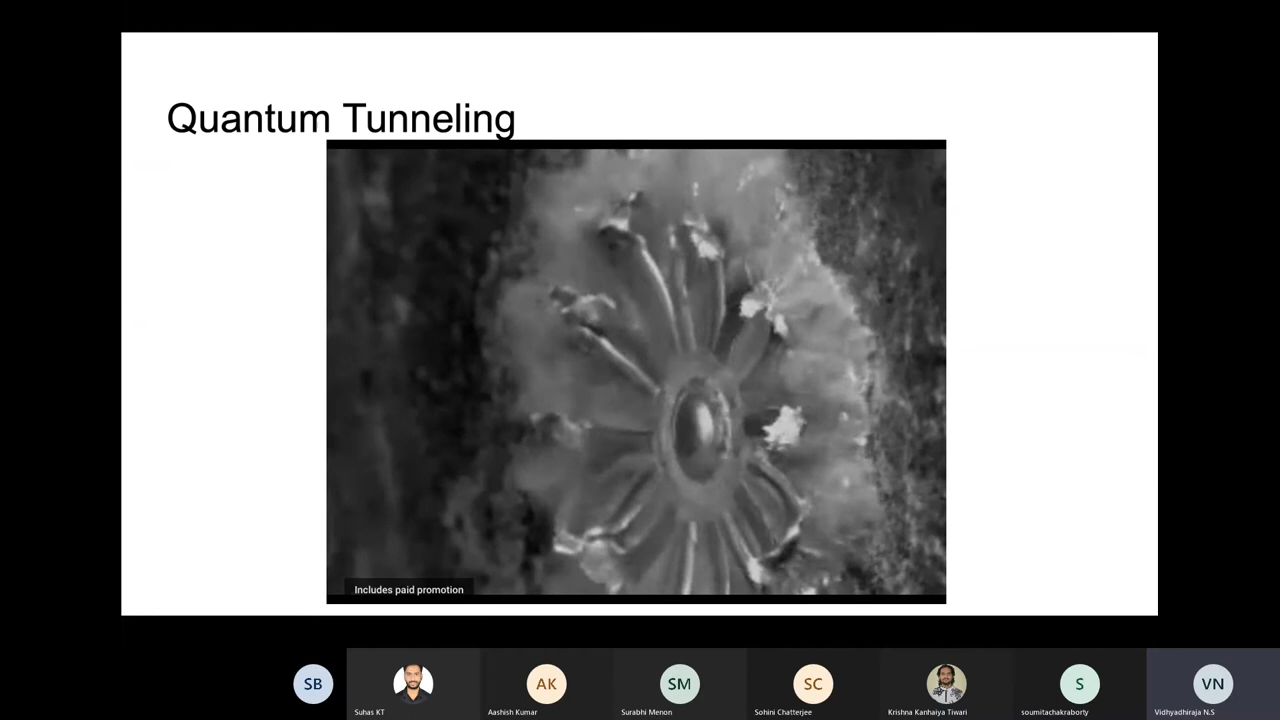 Quantum Tunneling
Includes paid promotion
SB
AK
SM
SC
S
VN
Suhas KT
Aashish Kumar
Surabhi Menon
Sohini Chatterjee
Krishna Kanhaiya Tiwari
soumitachakraborty
Vidhyadhiraja N.S